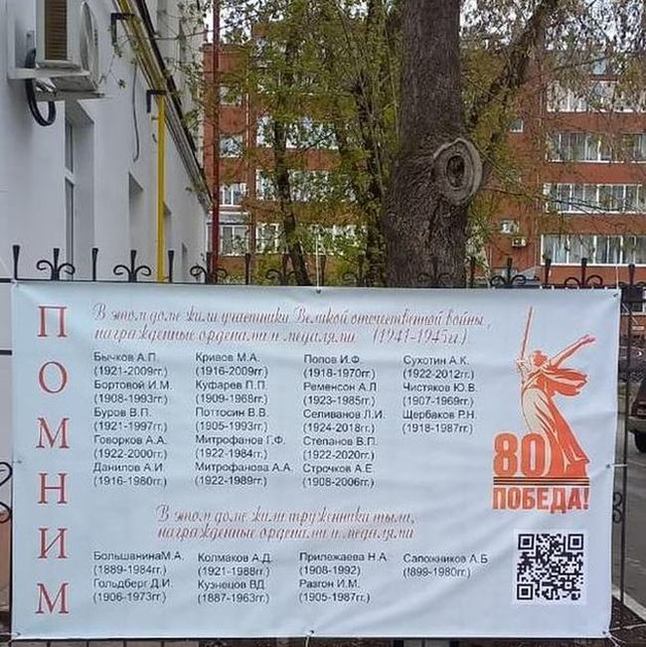 ПОМНИМ
В этом доме жили участники Великой отечественной войны,
награжденные орденами и медалями (1941-1945гг.)
Бычков А.П. Кривов М.А. Попов И.Ф. Сухотин А.К.
(1921-2009гг.) (1916-2009гг.) (1918-1970гг.) (1922-2012гг.)
Бортовой И.М. Куфарев П.П. Ременсон А.Л. Чистяков Ю.В.
(1908-1993гг.) (1909-1968гг.) (1923-1985гг.) (1907-1969гг.)
Буров В.П. Поттосин В.В. Селиванов Л.И. Щербаков Р.Н.
(1921-1997гг.) (1905-1993гг.) (1924-2018гг.) (1918-1987гг.)
Говорков А.А. Митрофанов Г.Ф. Степанов В.П.
(1922-2000гг.) (1922-1984гг.) (1922-2020гг.)
Данилов А.И. Митрофанова А.А. Строчков А.Е.
(1916-1980гг.) (1922-1989гг.) (1908-2006гг.)
80
ПОБЕДА!
В этом доме жили труженники тыла,
награжденные орденами и медалями
БольшанинаМ.А. Колмаков А.Д. Прилежаева Н.А. Сапожников А.Б.
(1889-1984гг.) (1921-1988гг.) (1908-1992) (1899-1980гг.)
Гольдберг Д.И. Кузнецов В.Д. Разгон И.М.
(1906-1973гг.) (1887-1963гг.) (1905-1987гг.)